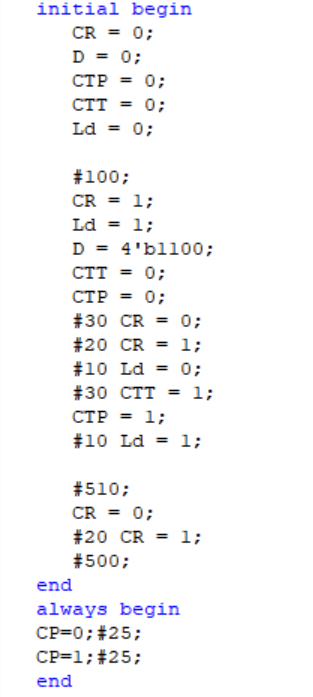 initial begin
CR = 0;
D = 0;
CTP = 0;
CTT = 0;
Ld = 0;
#100;
CR = 1;
Ld = 1;
D = 4'b1100;
CTT = 0;
CTP = 0;
#30 CR = 0;
#20 CR = 1;
#10 Ld = 0;
#30 CTT = 1;
CTP = 1;
#10 Ld = 1;
#510;
CR = 0;
#20 CR = 1;
#500;
end
always begin
CP=0;#25;
CP=1;#25;
end